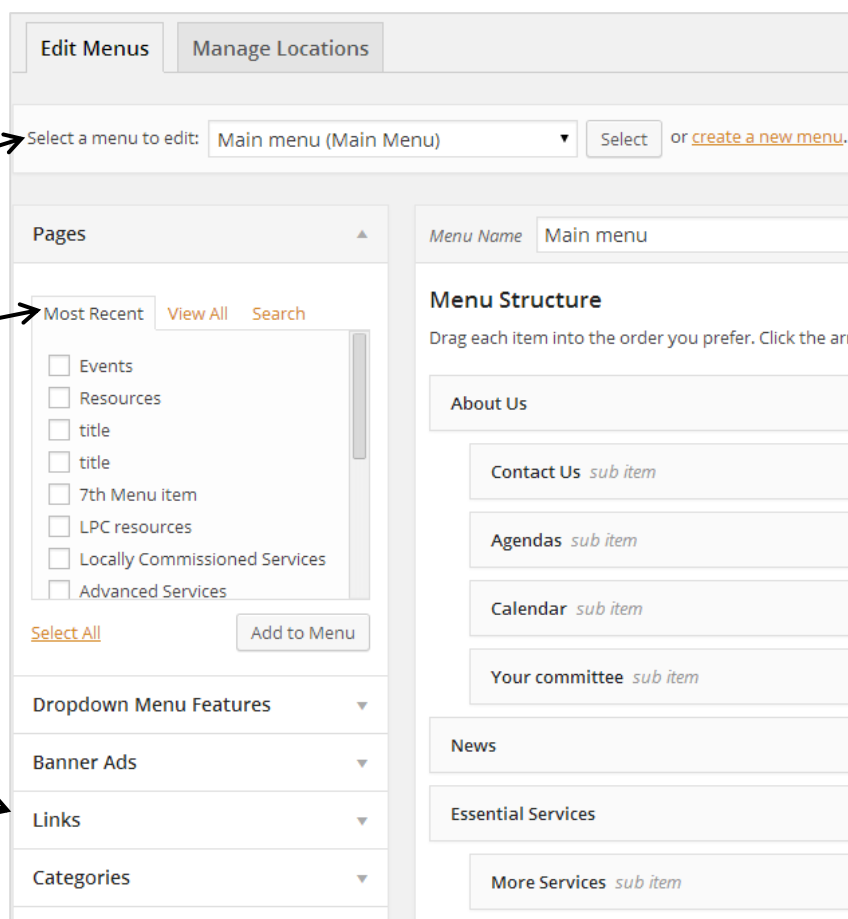 Edit Menus Manage Locations
Select a menu to edit: Main menu (Main Menu) Select or create a new menu.
Pages
Most Recent View All Search
Events
Resources
title
title
7th Menu item
LPC resources
Locally Commissioned Services
Advanced Services
Select All Add to Menu
Dropdown Menu Features
Banner Ads
Links
Categories
Menu Name Main menu
Menu Structure
Drag each item into the order you prefer. Click the
About Us
Contact Us sub item
Agendas sub item
Calendar sub item
Your committee sub item
News
Essential Services
More Services sub item